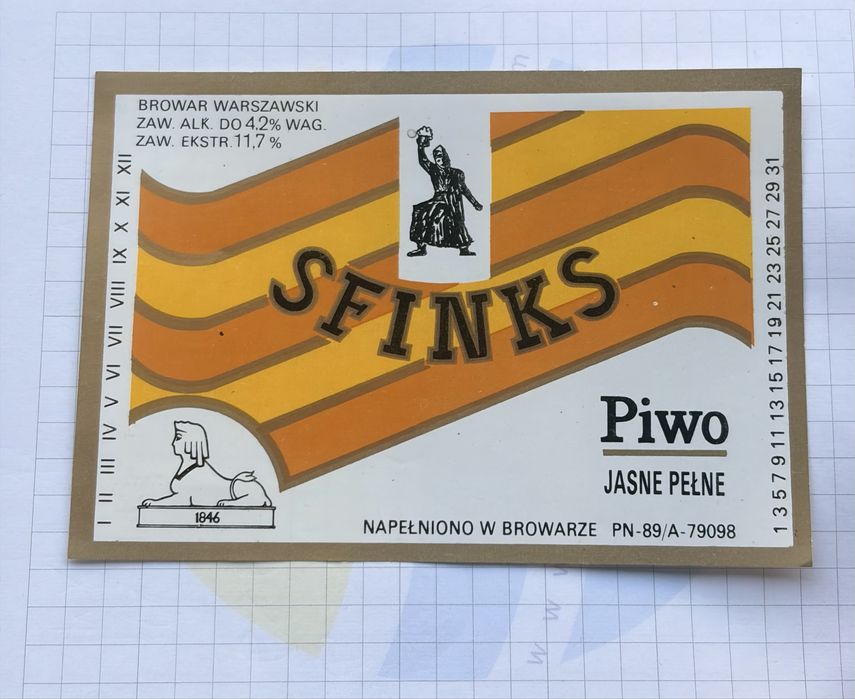 BROWAR WARSZAWSKI
ZAW. ALK. DO 4,2% WAG.
ZAW. EKSTR. 11,7 %
I II III IV V VI VII VIII IX X XI XII
SFINKS
1 3 5 7 9 11 13 15 17 19 21 23 25 27 29 31
Piwo
JASNE PEŁNE
1846
NAPEŁNIONO W BROWARZE PN-89/A-79098
w w w
m